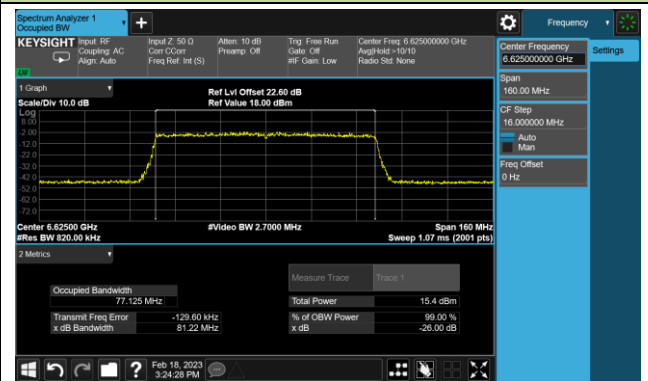 Spectrum Analyzer 1
Occupied BW
Frequency
KEYSIGHT
Input: RF
Coupling: AC
Align: Auto
Input Z: 50 Ω
Corr CCorr
Freq Ref: Int (S)
Atten: 10 dB
Preamp: Off
Trig: Free Run
Gate: Off
#IF Gain: Low
Center Freq: 6.625000000 GHz
Avg|Hold:>10/10
Radio Std: None
Center Frequency
6.625000000 GHz
Settings
Span
160.00 MHz
CF Step
16.000000 MHz
Auto
Man
Freq Offset
0 Hz
1 Graph
Scale/Div 10.0 dB
Ref Lvl Offset 22.60 dB
Ref Value 18.00 dBm
Log
8.00
-2.00
-12.0
-22.0
-32.0
-42.0
-52.0
-62.0
-72.0
Center 6.62500 GHz
#Res BW 820.00 kHz
#Video BW 2.7000 MHz
Span 160 MHz
Sweep 1.07 ms (2001 pts)
2 Metrics
Measure Trace
Trace 1
Occupied Bandwidth
77.125 MHz
Total Power
15.4 dBm
Transmit Freq Error
-129.60 kHz
% of OBW Power
99.00 %
x dB Bandwidth
81.22 MHz
x dB
-26.00 dB
?
Feb 18, 2023
3:24:28 PM